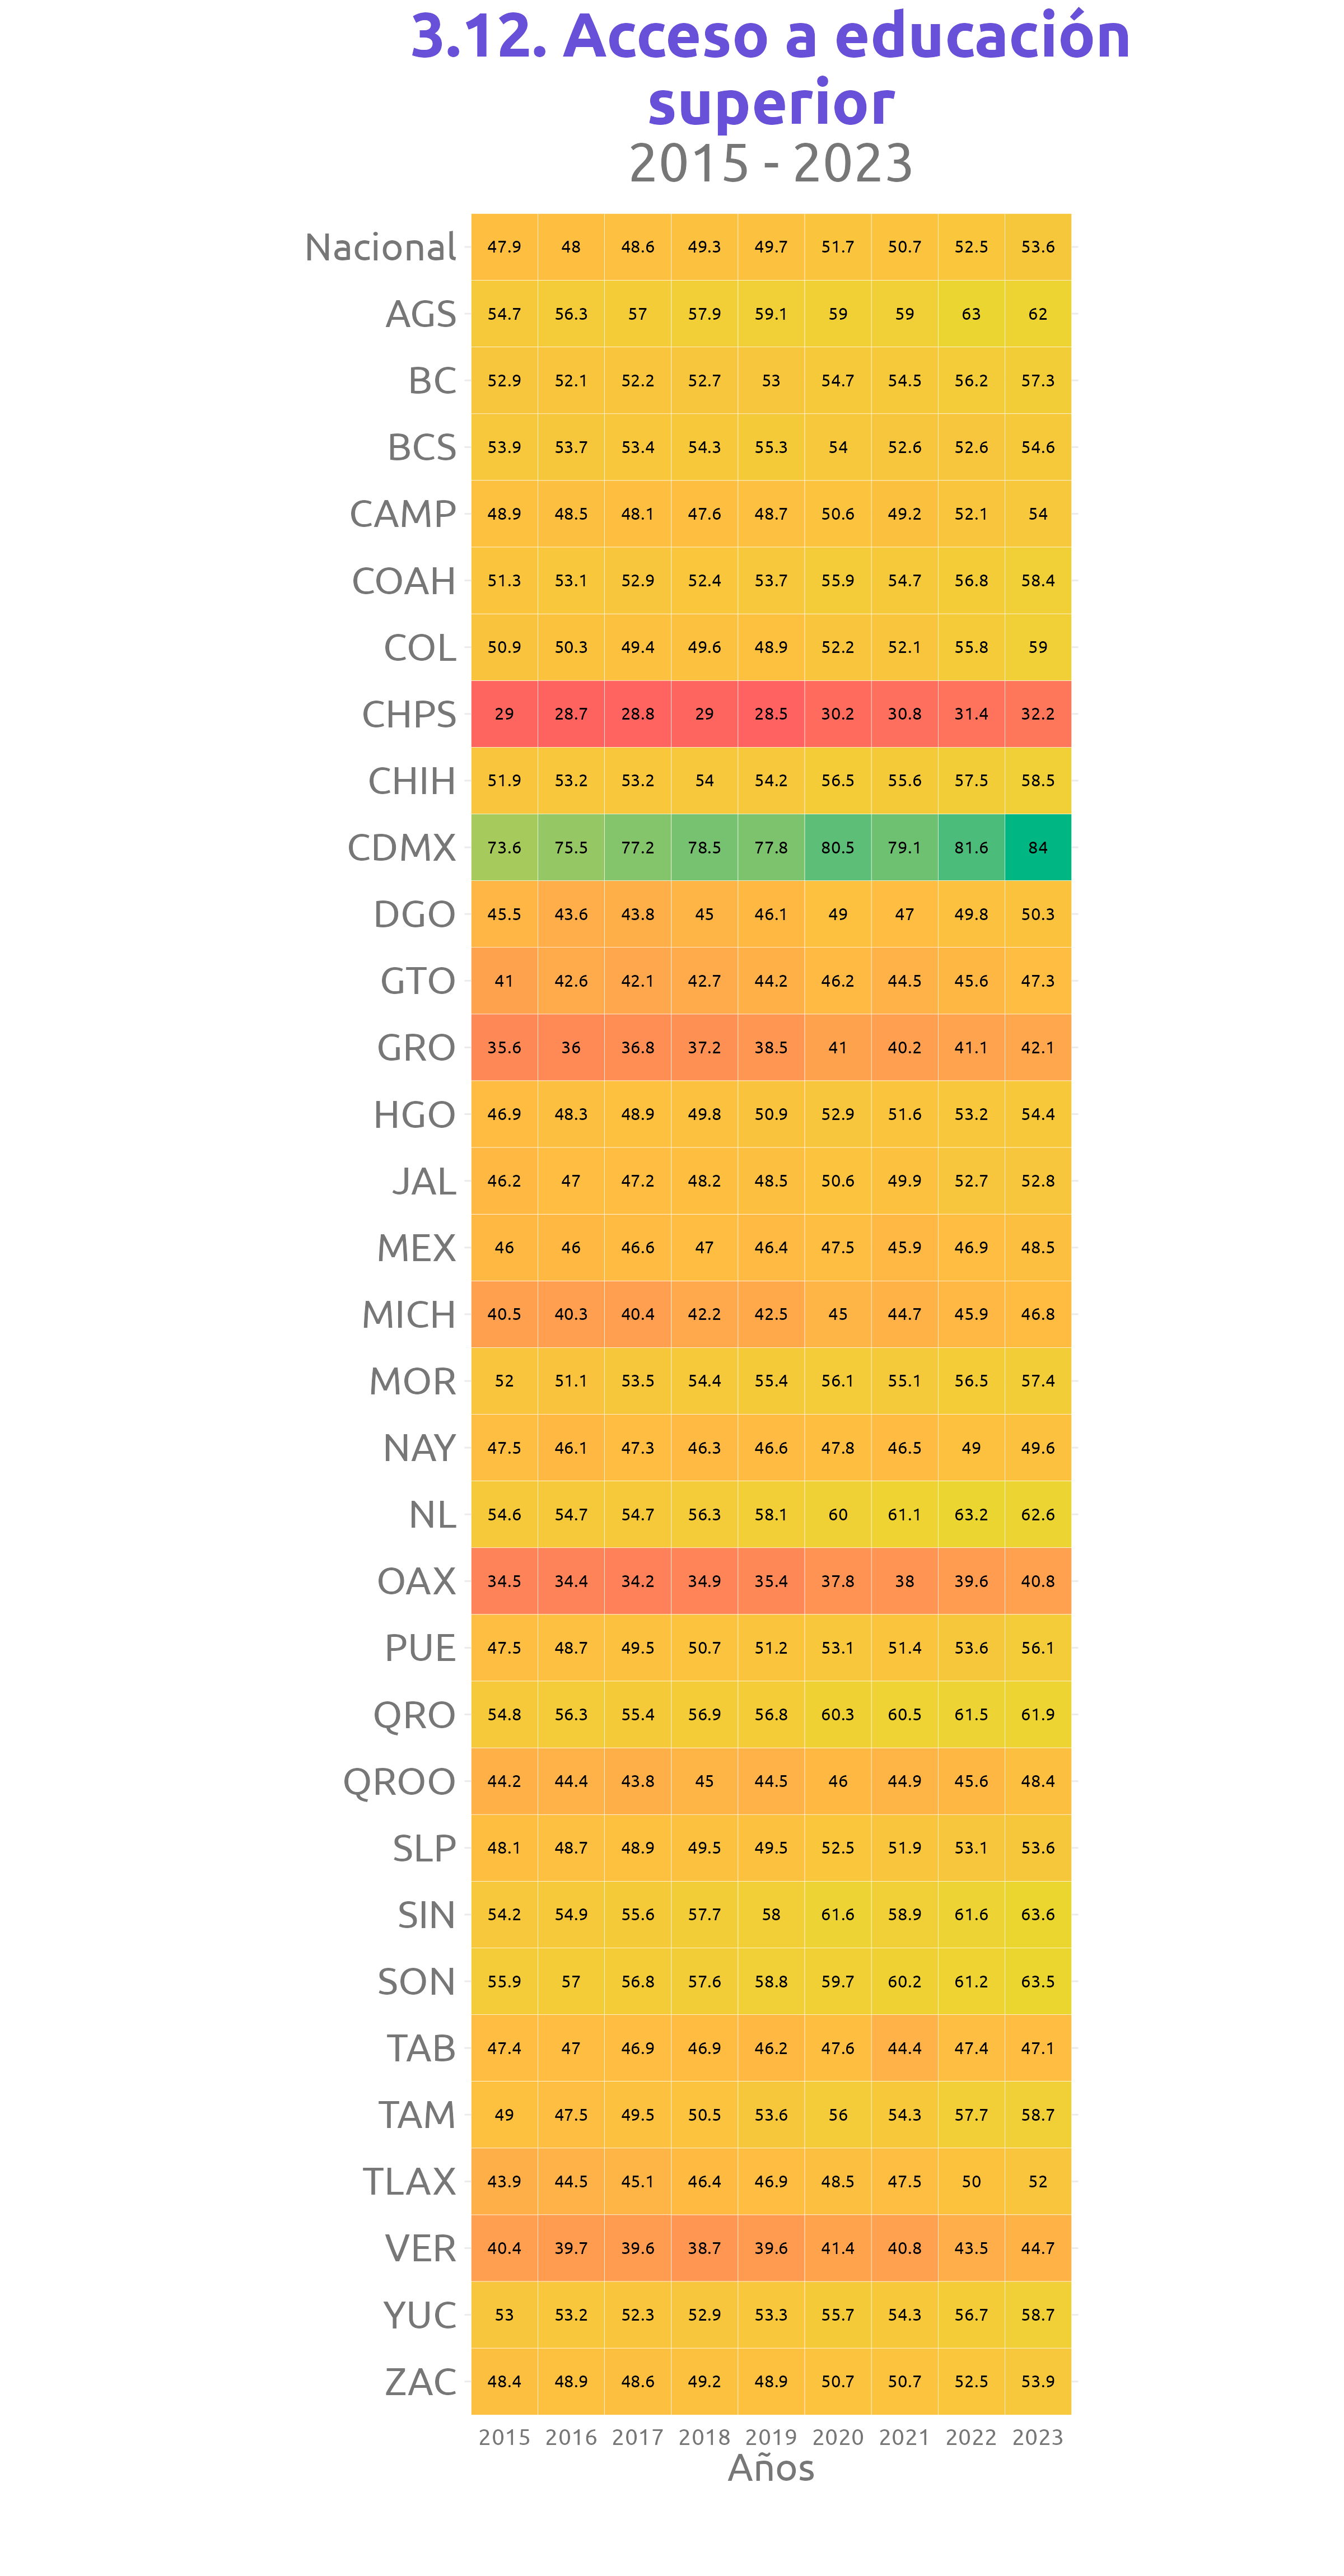 3.12. Acceso a educación
superior
2015 - 2023
Nacional 47.9 48 48.6 49.3 49.7 51.7 50.7 52.5 53.6
AGS 54.7 56.3 57 57.9 59.1 59 59 63 62
BC 52.9 52.1 52.2 52.7 53 54.7 54.5 56.2 57.3
BCS 53.9 53.7 53.4 54.3 55.3 54 52.6 52.6 54.6
CAMP 48.9 48.5 48.1 47.6 48.7 50.6 49.2 52.1 54
COAH 51.3 53.1 52.9 52.4 53.7 55.9 54.7 56.8 58.4
COL 50.9 50.3 49.4 49.6 48.9 52.2 52.1 55.8 59
CHPS 29 28.7 28.8 29 28.5 30.2 30.8 31.4 32.2
CHIH 51.9 53.2 53.2 54 54.2 56.5 55.6 57.5 58.5
CDMX 73.6 75.5 77.2 78.5 77.8 80.5 79.1 81.6 84
DGO 45.5 43.6 43.8 45 46.1 49 47 49.8 50.3
GTO 41 42.6 42.1 42.7 44.2 46.2 44.5 45.6 47.3
GRO 35.6 36 36.8 37.2 38.5 41 40.2 41.1 42.1
HGO 46.9 48.3 48.9 49.8 50.9 52.9 51.6 53.2 54.4
JAL 46.2 47 47.2 48.2 48.5 50.6 49.9 52.7 52.8
MEX 46 46 46.6 47 46.4 47.5 45.9 46.9 48.5
MICH 40.5 40.3 40.4 42.2 42.5 45 44.7 45.9 46.8
MOR 52 51.1 53.5 54.4 55.4 56.1 55.1 56.5 57.4
NAY 47.5 46.1 47.3 46.3 46.6 47.8 46.5 49 49.6
NL 54.6 54.7 54.7 56.3 58.1 60 61.1 63.2 62.6
OAX 34.5 34.4 34.2 34.9 35.4 37.8 38 39.6 40.8
PUE 47.5 48.7 49.5 50.7 51.2 53.1 51.4 53.6 56.1
QRO 54.8 56.3 55.4 56.9 56.8 60.3 60.5 61.5 61.9
QROO 44.2 44.4 43.8 45 44.5 46 44.9 45.6 48.4
SLP 48.1 48.7 48.9 49.5 49.5 52.5 51.9 53.1 53.6
SIN 54.2 54.9 55.6 57.7 58 61.6 58.9 61.6 63.6
SON 55.9 57 56.8 57.6 58.8 59.7 60.2 61.2 63.5
TAB 47.4 47 46.9 46.9 46.2 47.6 44.4 47.4 47.1
TAM 49 47.5 49.5 50.5 53.6 56 54.3 57.7 58.7
TLAX 43.9 44.5 45.1 46.4 46.9 48.5 47.5 50 52
VER 40.4 39.7 39.6 38.7 39.6 41.4 40.8 43.5 44.7
YUC 53 53.2 52.3 52.9 53.3 55.7 54.3 56.7 58.7
ZAC 48.4 48.9 48.6 49.2 48.9 50.7 50.7 52.5 53.9
2015 2016 2017 2018 2019 2020 2021 2022 2023
Años